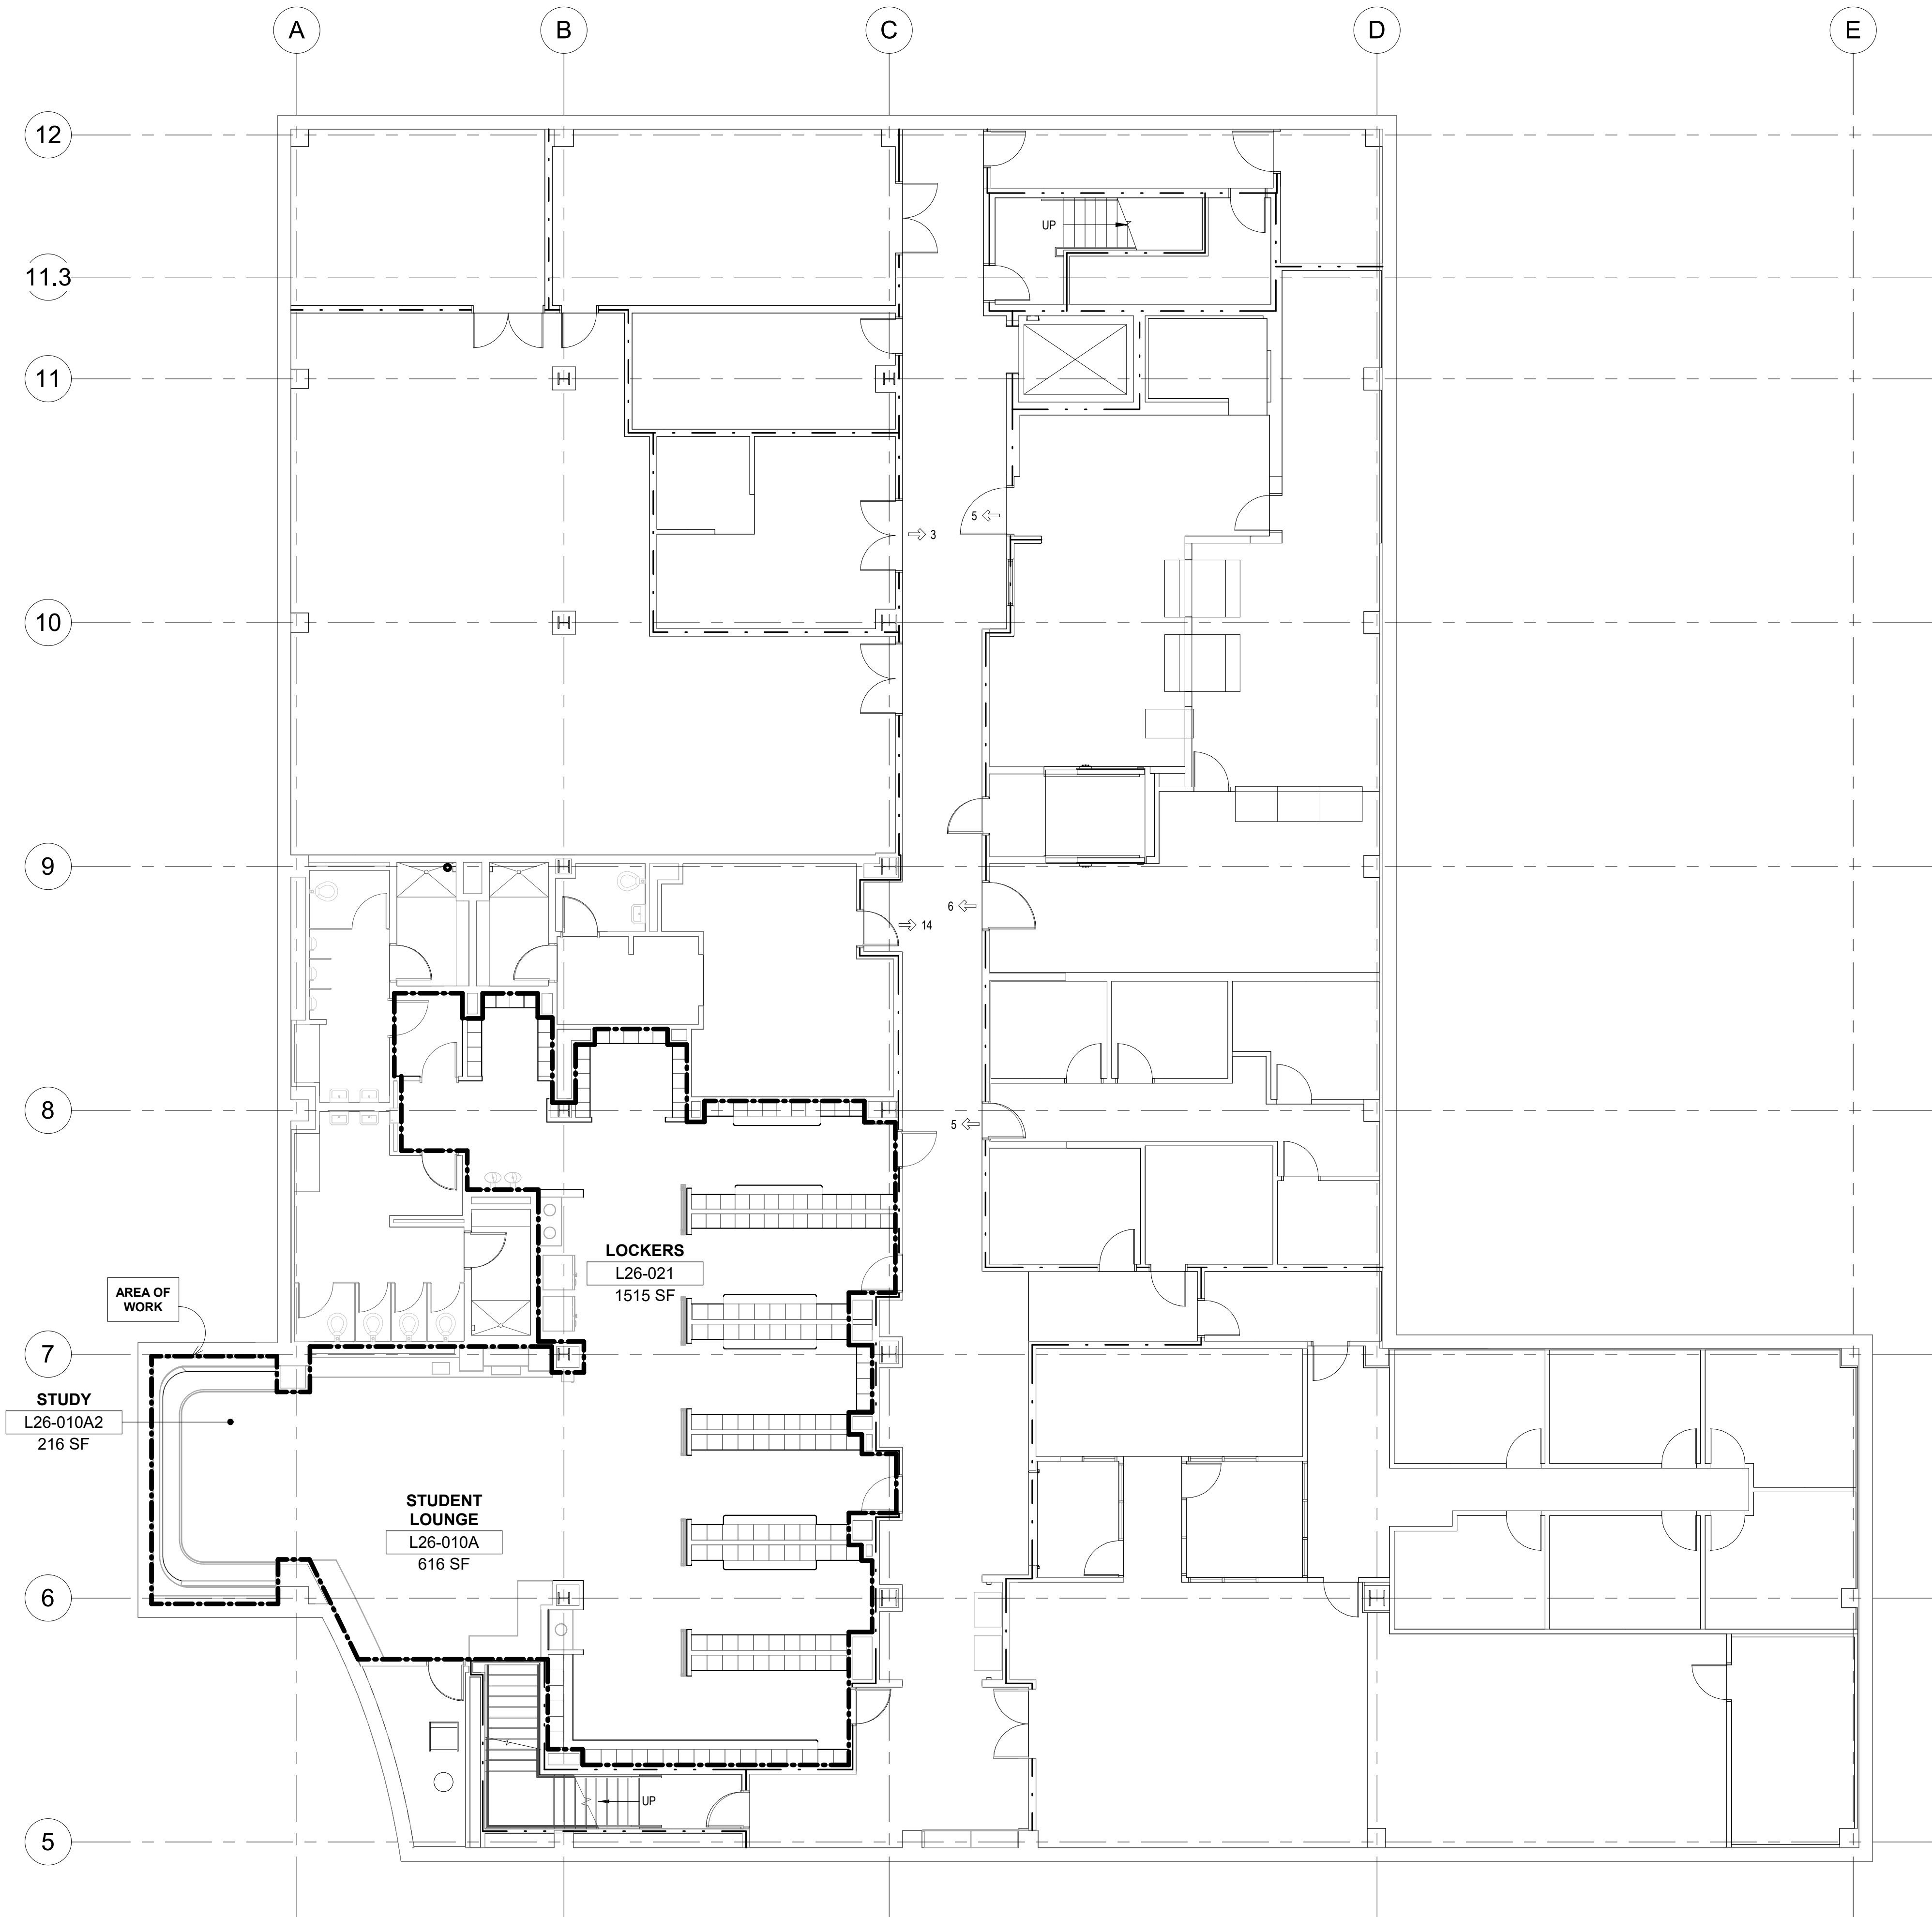 A
B
C
D
E
12
UP
11.3
11
5
3
10
9
6
14
8
5
LOCKERS
L26-021
1515 SF
AREA OF
WORK
7
STUDY
L26-010A2
216 SF
STUDENT
LOUNGE
L26-010A
616 SF
6
UP
5